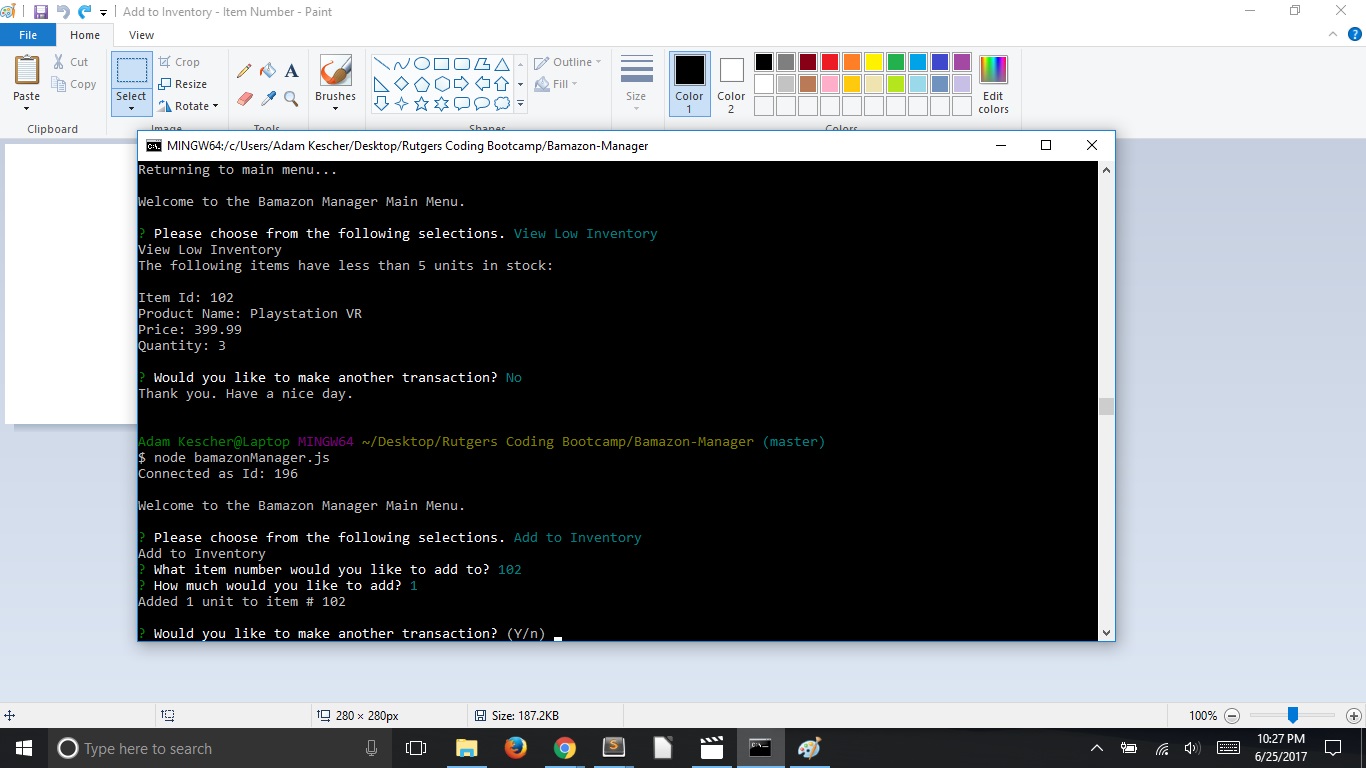 Add to Inventory - Item Number - Paint
File Home View
Paste
Cut
Copy
Clipboard
Select
Crop
Resize
Rotate
Image
A
Tools
Brushes
Shapes
Outline
Fill
Size
Color
1
Color
2
Colors
Edit
colors
MINGW64:/c/Users/Adam Kescher/Desktop/Rutgers Coding Bootcamp/Bamazon-Manager
Returning to main menu...
Welcome to the Bamazon Manager Main Menu.
? Please choose from the following selections. View Low Inventory
View Low Inventory
The following items have less than 5 units in stock:
Item Id: 102
Product Name: Playstation VR
Price: 399.99
Quantity: 3
? Would you like to make another transaction? No
Thank you. Have a nice day.
Adam Kescher@Laptop MINGW64 ~/Desktop/Rutgers Coding Bootcamp/Bamazon-Manager (master)
$ node bamazonManager.js
Connected as Id: 196
Welcome to the Bamazon Manager Main Menu.
? Please choose from the following selections. Add to Inventory
Add to Inventory
? What item number would you like to add to? 102
? How much would you like to add? 1
Added 1 unit to item # 102
? Would you like to make another transaction? (Y/n)
280 × 280px
Size: 187.2KB
100%
Type here to search
10:27 PM
6/25/2017